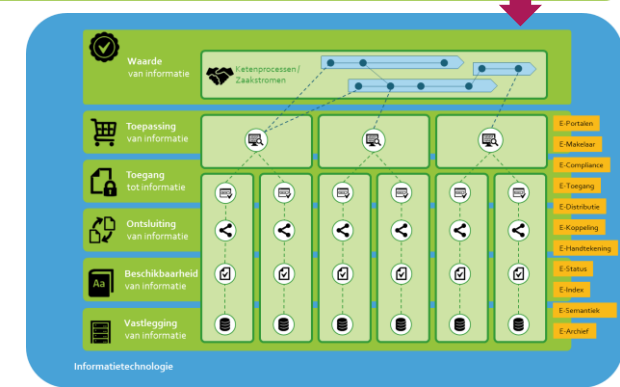 Waarde
van informatie
Ketenprocessen/
Zaakstromen
Toepassing
van informatie
Toegang
tot informatie
Ontsluiting
van informatie
Aa
Beschikbaarheid
van informatie
Vastlegging
van informatie
E-Portalen
E-Makelaar
E-Compliance
E-Toegang
E-Distributie
E-Koppeling
E-Handtekening
E-Status
E-Index
E-Semantiek
E-Archief
Informatietechnologie